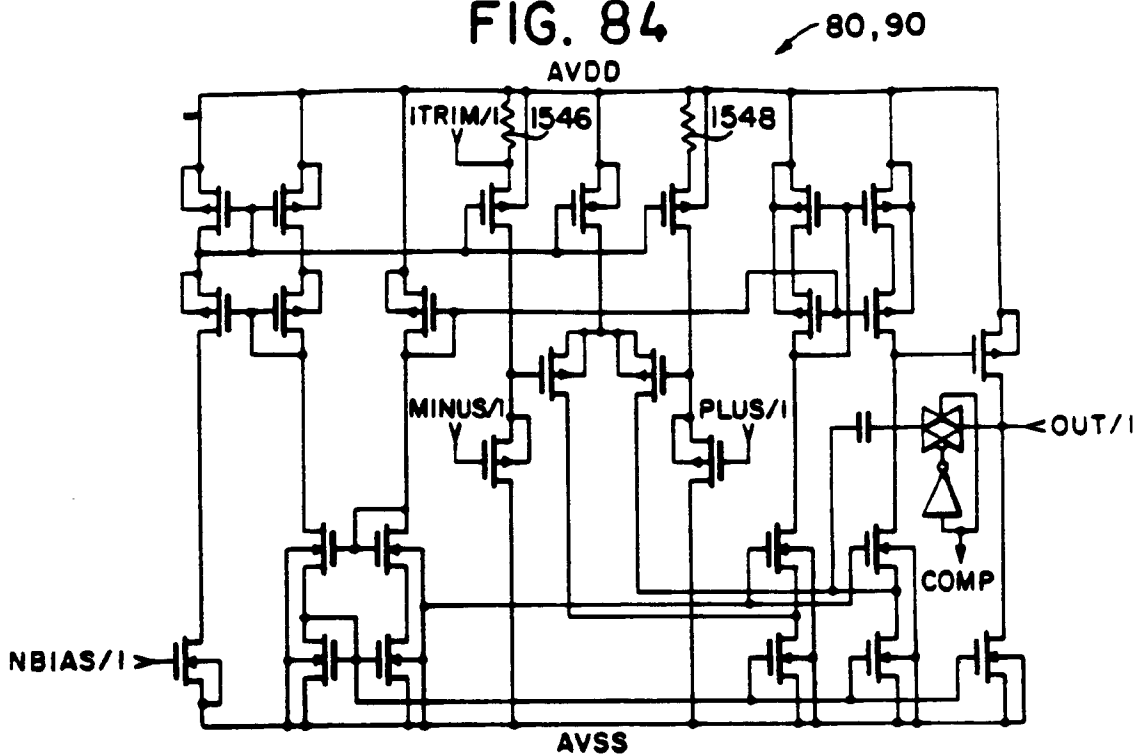 FIG. 84
80,90
AVDD
ITRIM/I
1546
1548
MINUS/I
PLUS/I
OUT/I
COMP
NBIAS/I
AVSS